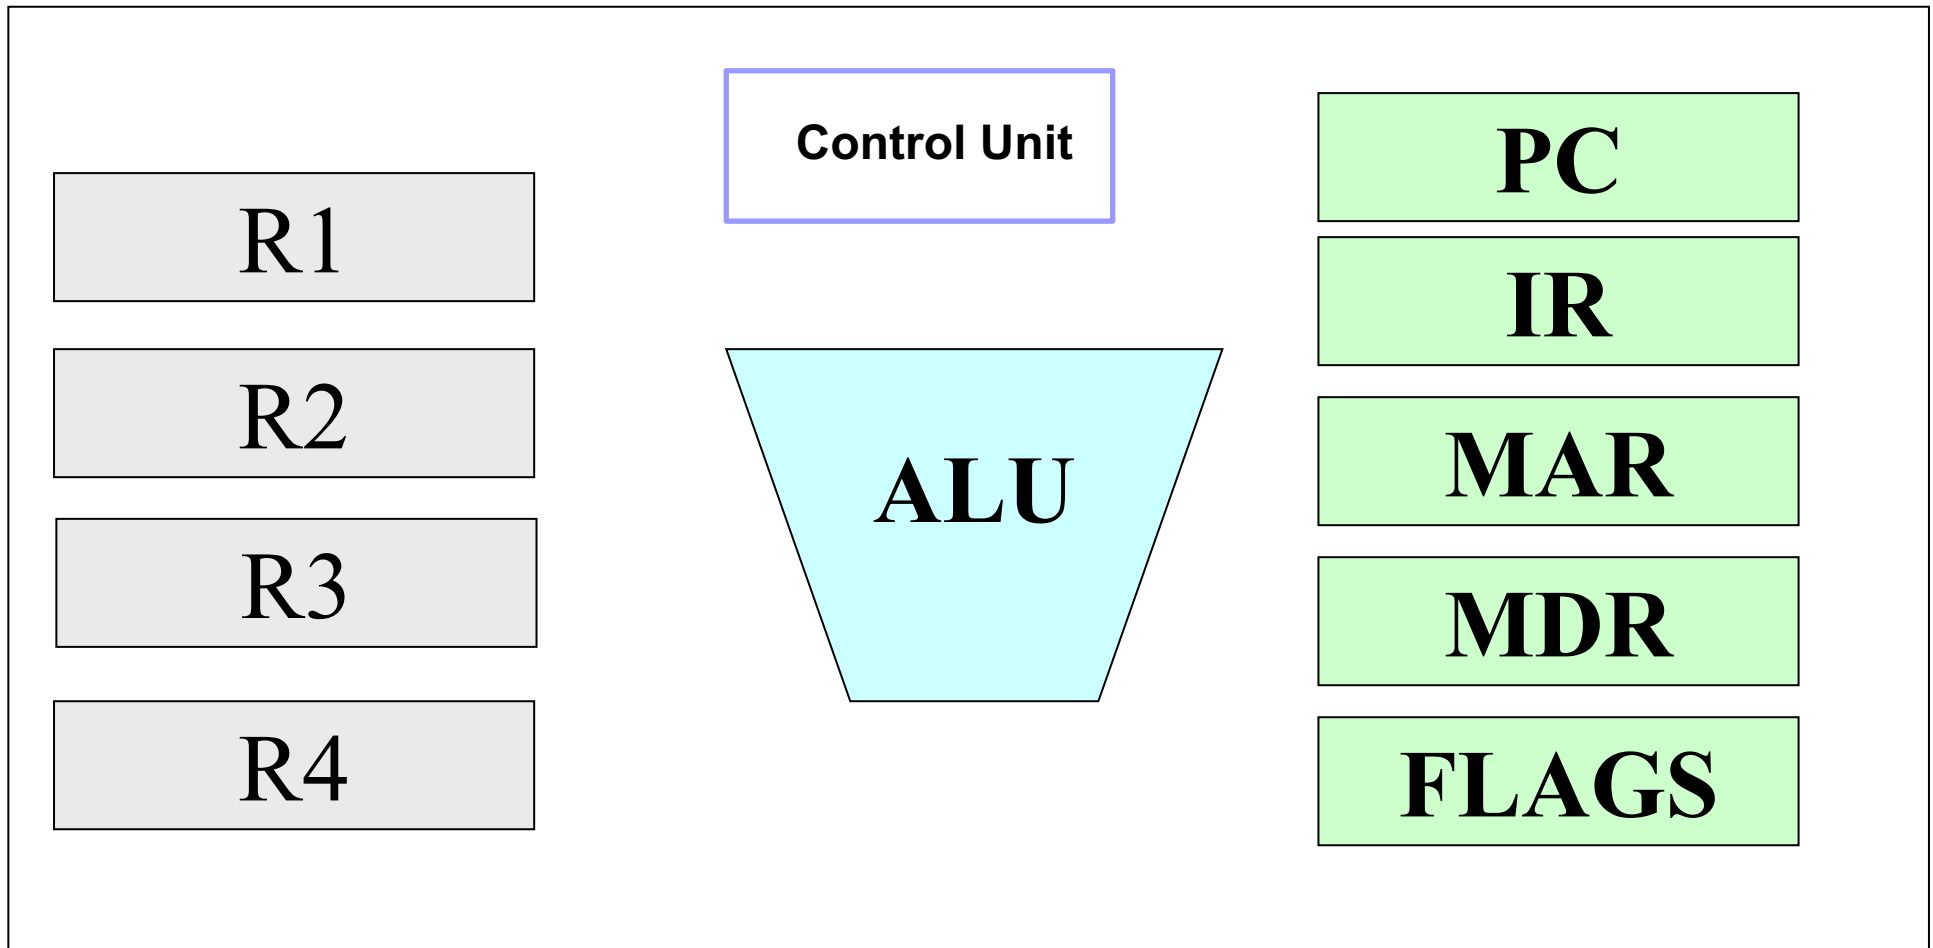 Control Unit
R1
R2
R3
R4
ALU
PC
IR
MAR
MDR
FLAGS